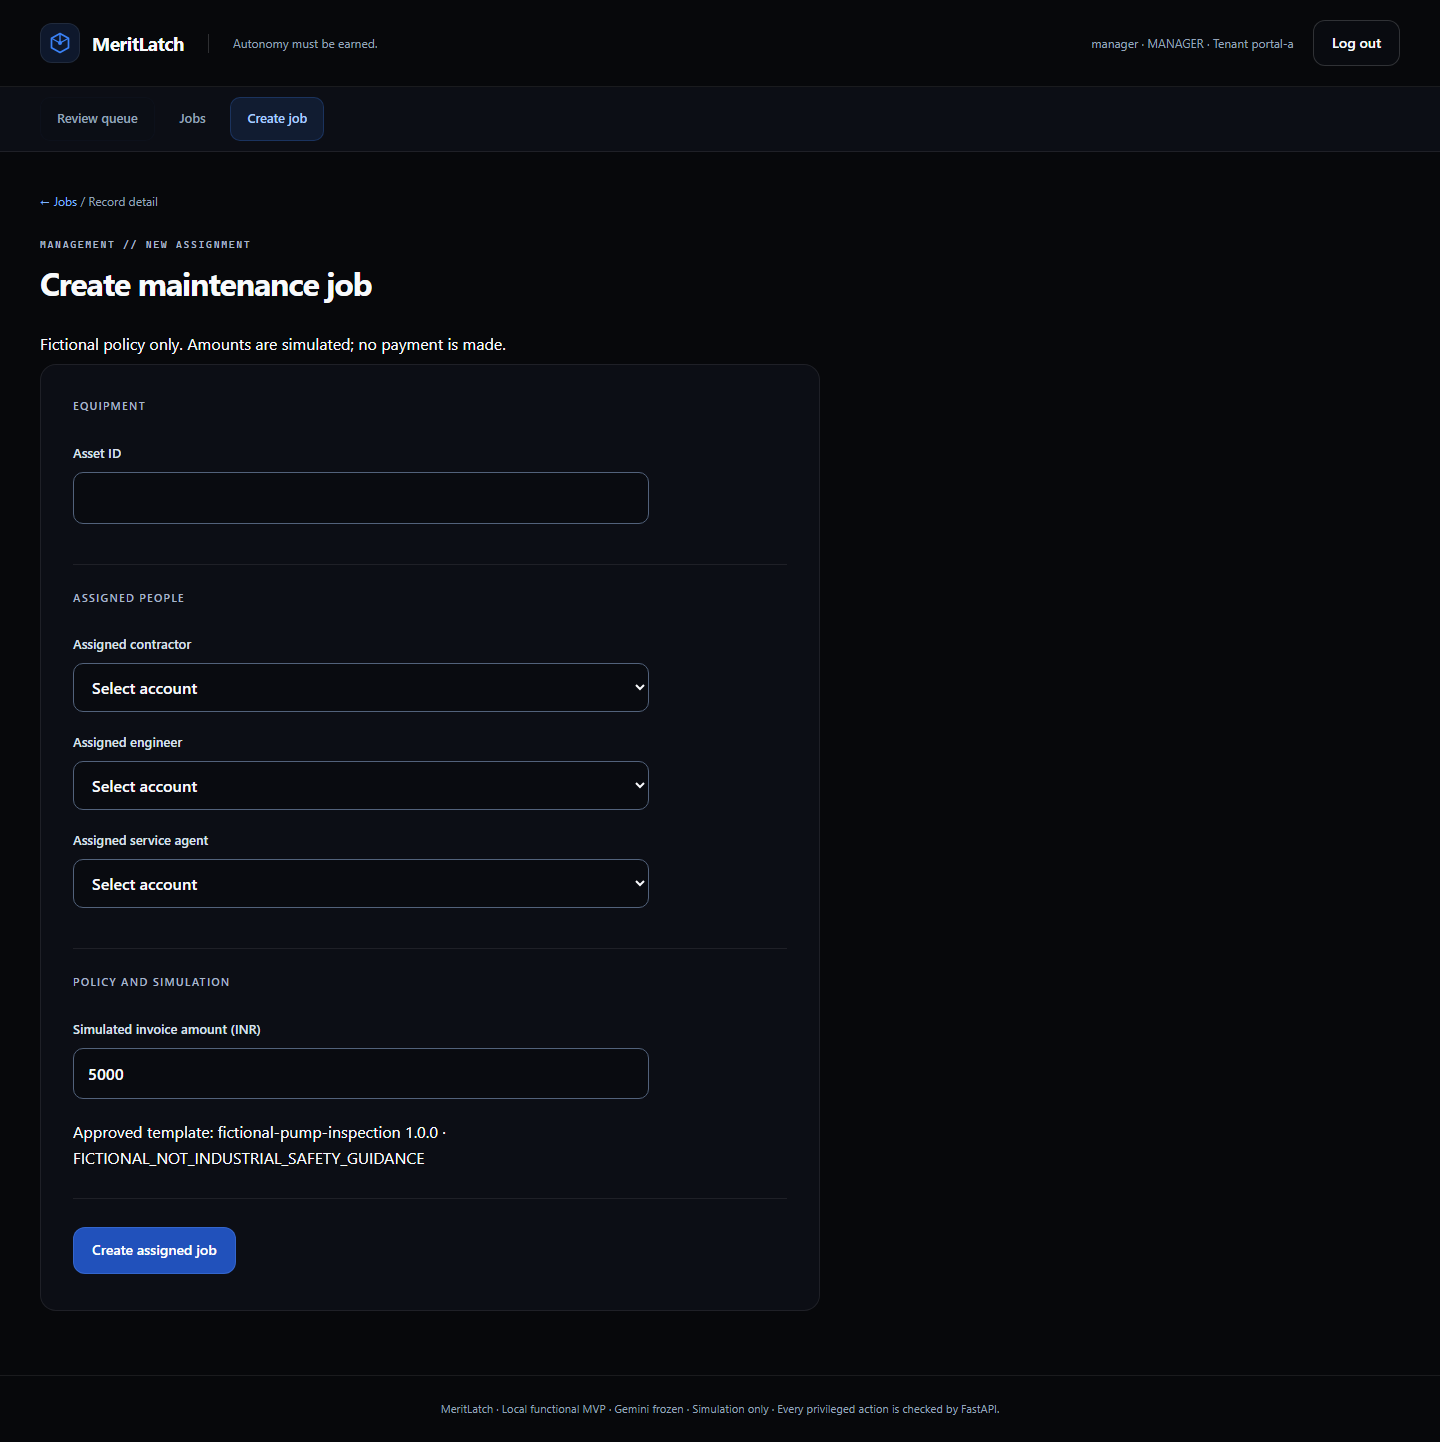 MeritLatch
Autonomy must be earned.
manager · MANAGER · Tenant portal-a
Log out
Review queue
Jobs
Create job
← Jobs / Record detail
MANAGEMENT // NEW ASSIGNMENT
Create maintenance job
Fictional policy only. Amounts are simulated; no payment is made.
EQUIPMENT
Asset ID
ASSIGNED PEOPLE
Assigned contractor
Select account
Assigned engineer
Select account
Assigned service agent
Select account
POLICY AND SIMULATION
Simulated invoice amount (INR)
5000
Approved template: fictional-pump-inspection 1.0.0 ·
FICTIONAL_NOT_INDUSTRIAL_SAFETY_GUIDANCE
Create assigned job
MeritLatch · Local functional MVP · Gemini frozen · Simulation only · Every privileged action is checked by FastAPI.